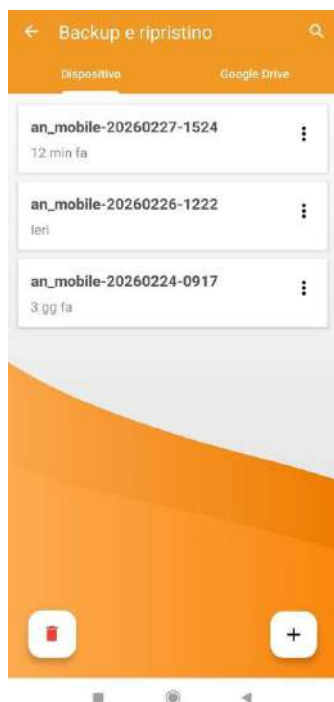 Backup e ripristino
Dispositivo Google Drive
an_mobile-20260227-1524
12 min fa
an_mobile-20260226-1222
Ieri
an_mobile-20260224-0917
3 gg fa